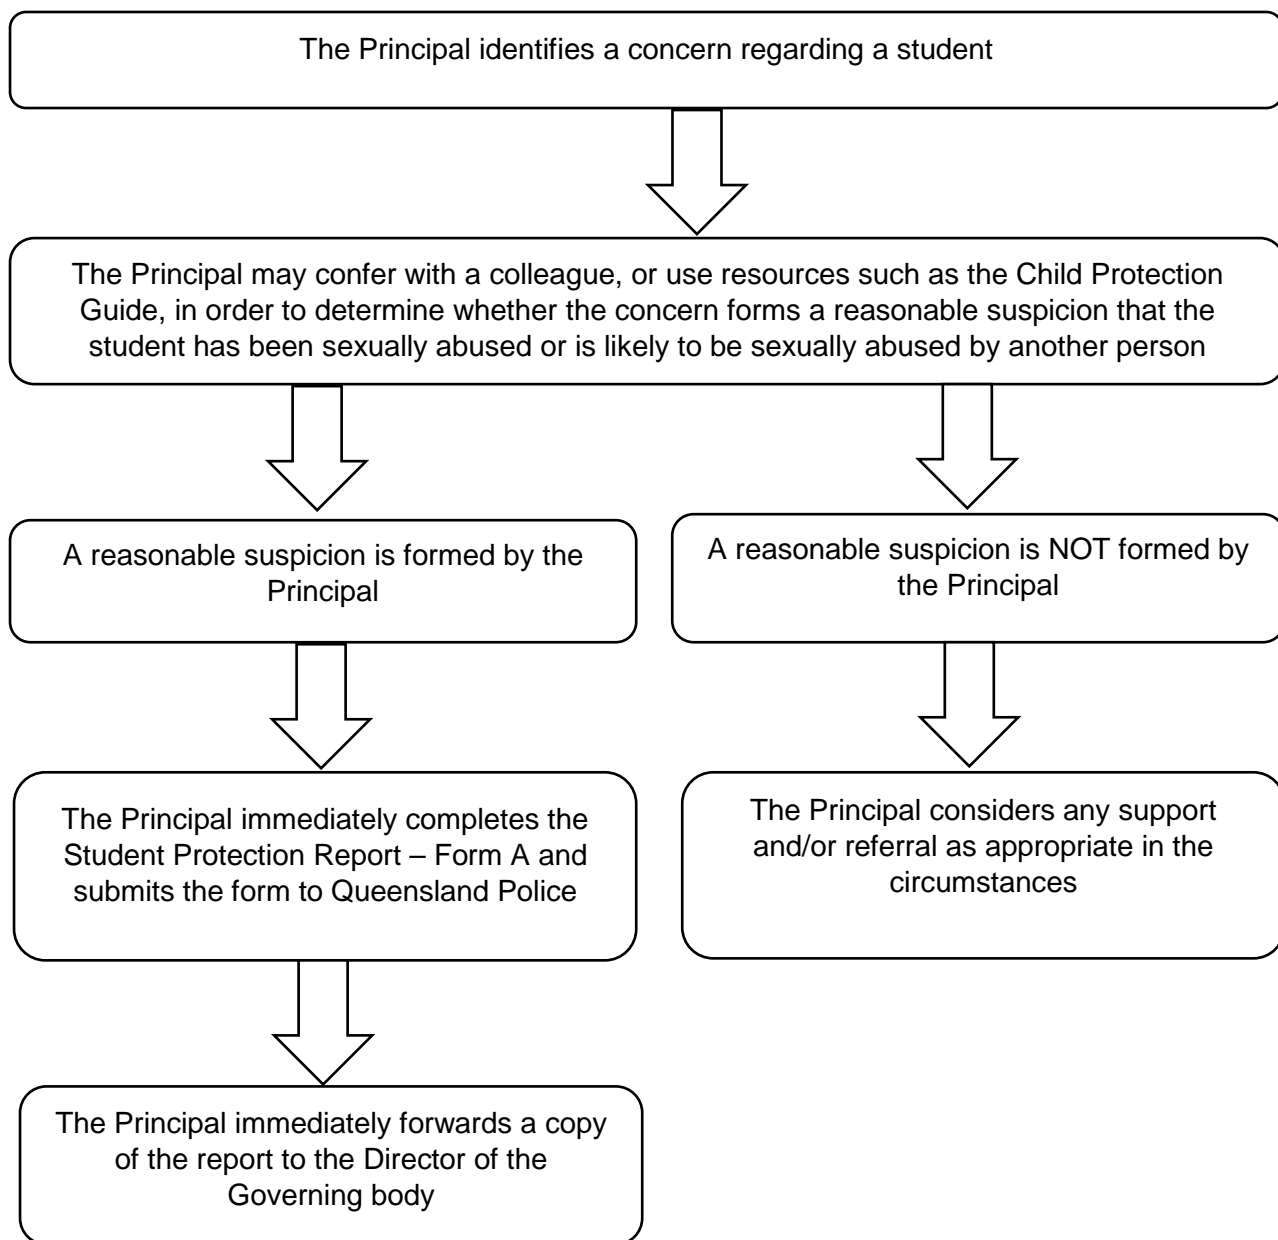 The Principal identifies a concern regarding a student
The Principal may confer with a colleague, or use resources such as the Child Protection
Guide, in order to determine whether the concern forms a reasonable suspicion that the
student has been sexually abused or is likely to be sexually abused by another person
A reasonable suspicion is formed by the
Principal
A reasonable suspicion is NOT formed by
the Principal
The Principal immediately completes the
Student Protection Report – Form A and
submits the form to Queensland Police
The Principal considers any support
and/or referral as appropriate in the
circumstances
The Principal immediately forwards a copy
of the report to the Director of the
Governing body